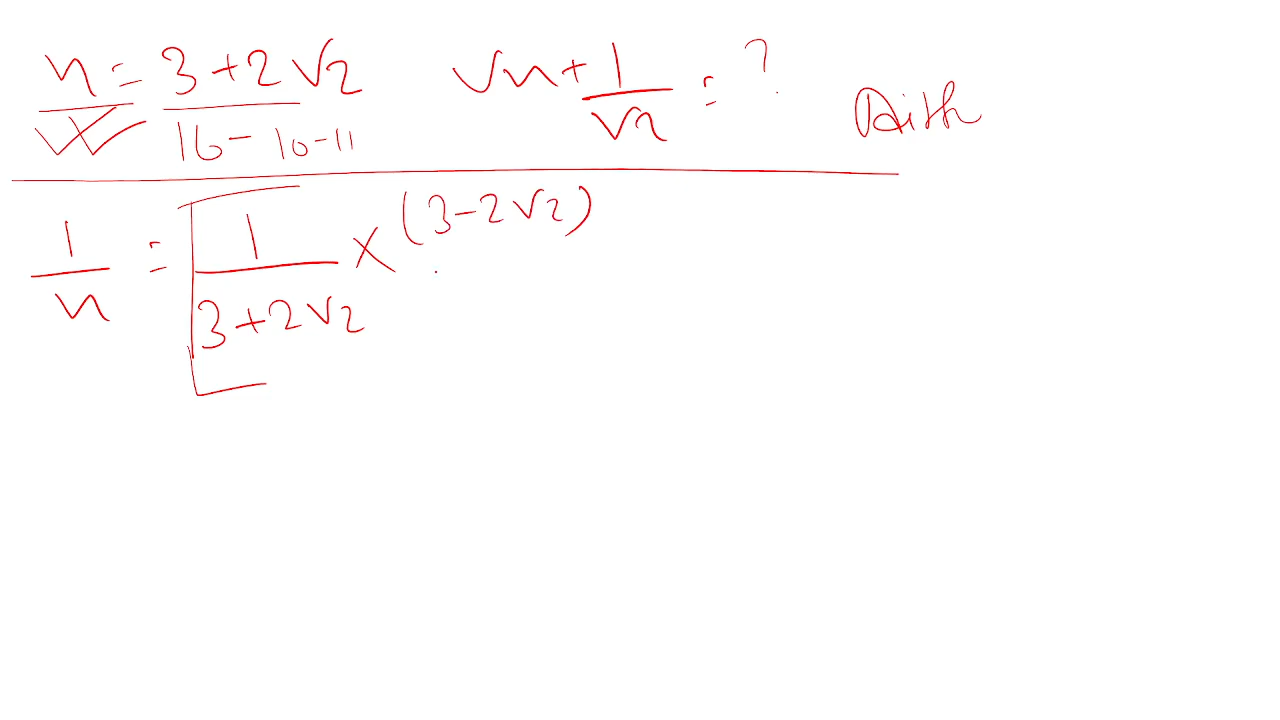 n = 3+2√2 √n + 1/√n = ?
16-10-11
1/n = 1/(3+2√2) × (3-2√2)